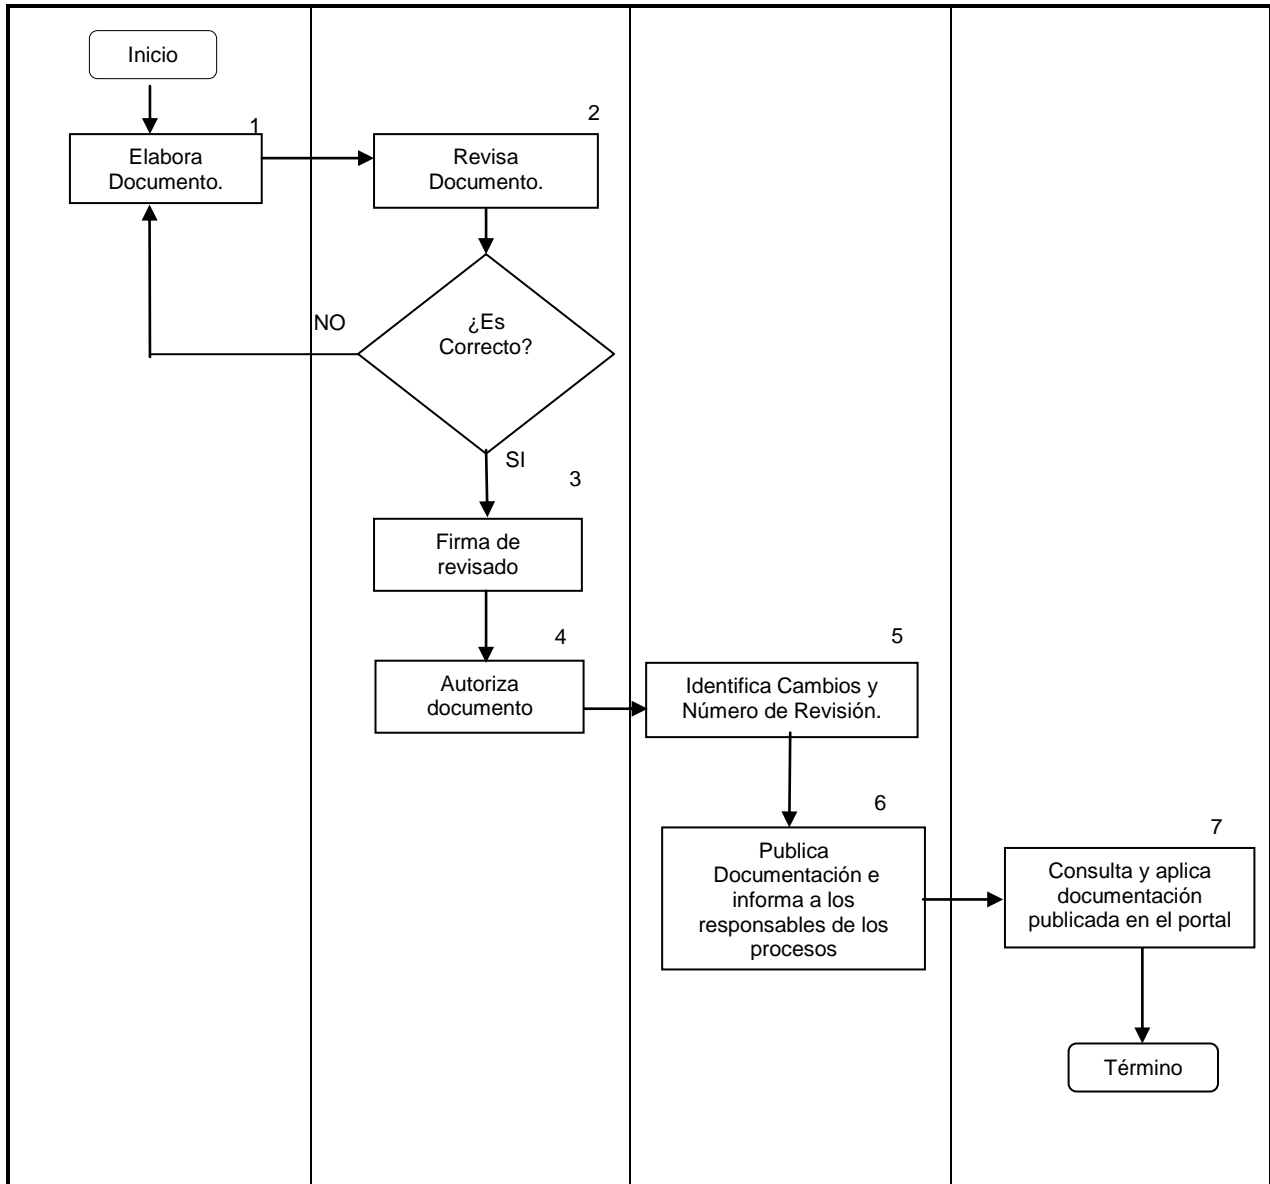 Inicio
1
Elabora
Documento.
2
Revisa
Documento.
¿Es
Correcto?
NO
SI
3
Firma de
revisado
4
Autoriza
documento
5
Identifica Cambios y
Número de Revisión.
6
Publica
Documentación e
informa a los
responsables de los
procesos
7
Consulta y aplica
documentación
publicada en el portal
Término